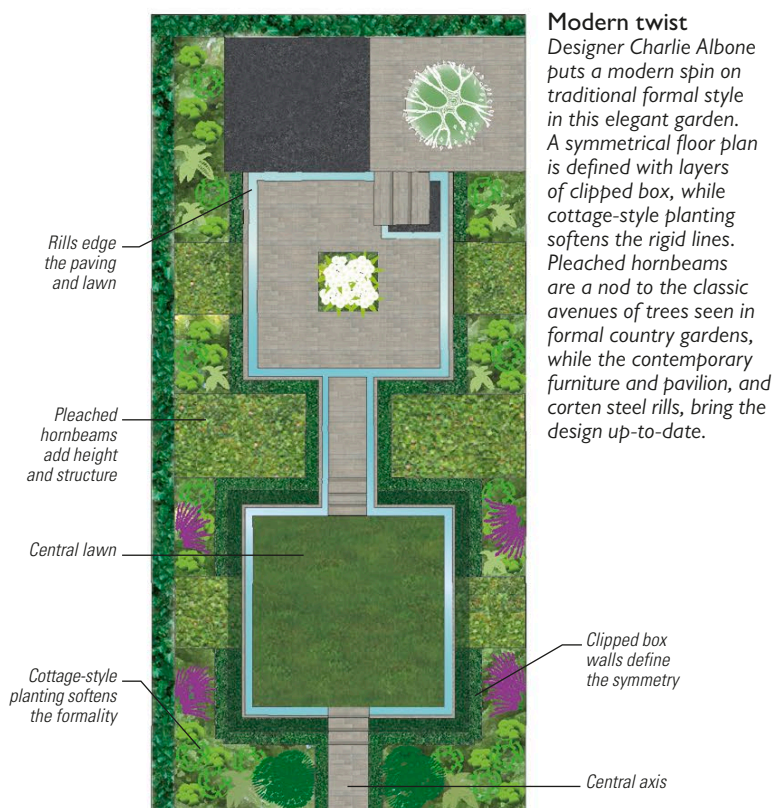 Modern twist
Designer Charlie Albone
puts a modern spin on
traditional formal style
in this elegant garden.
A symmetrical floor plan
is defined with layers
of clipped box, while
cottage-style planting
softens the rigid lines.
Pleached hornbeams
are a nod to the classic
avenues of trees seen in
formal country gardens,
while the contemporary
furniture and pavilion, and
corten steel rills, bring the
design up-to-date.
Rills edge
the paving
and lawn
Pleached
hornbeams
add height
and structure
Central lawn
Cottage-style
planting softens
the formality
Clipped box
walls define
the symmetry
Central axis